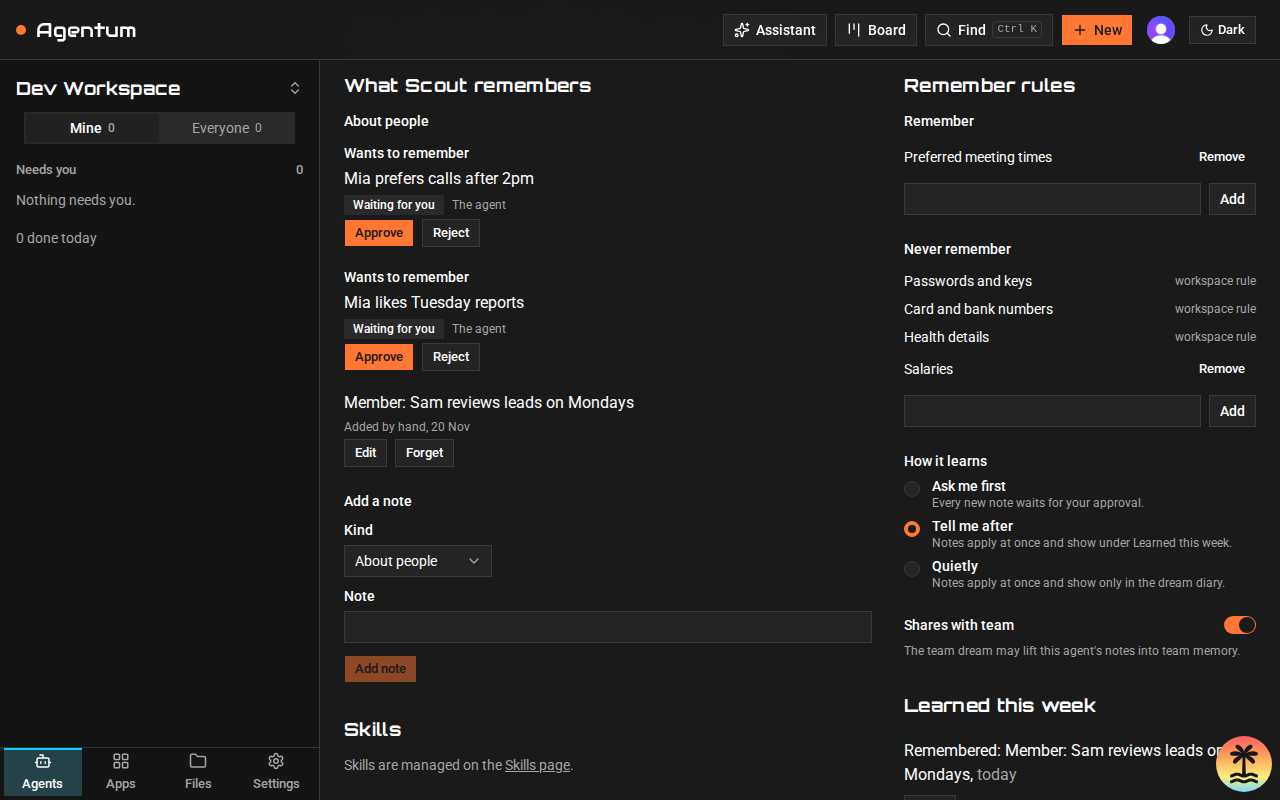 Agentum
Assistant
Board
Find Ctrl K
New
Dark
Dev Workspace
Mine 0
Everyone 0
Needs you 0
Nothing needs you.
0 done today
Agents
Apps
Files
Settings
What Scout remembers
About people
Wants to remember
Mia prefers calls after 2pm
Waiting for you The agent
Approve Reject
Wants to remember
Mia likes Tuesday reports
Waiting for you The agent
Approve Reject
Member: Sam reviews leads on Mondays
Added by hand, 20 Nov
Edit Forget
Add a note
Kind
About people
Note
Add note
Skills
Skills are managed on the Skills page.
Remember rules
Remember
Preferred meeting times Remove
Add
Never remember
Passwords and keys workspace rule
Card and bank numbers workspace rule
Health details workspace rule
Salaries Remove
Add
How it learns
Ask me first
Every new note waits for your approval.
Tell me after
Notes apply at once and show under Learned this week.
Quietly
Notes apply at once and show only in the dream diary.
Shares with team
The team dream may lift this agent's notes into team memory.
Learned this week
Remembered: Member: Sam reviews leads on
Mondays, today